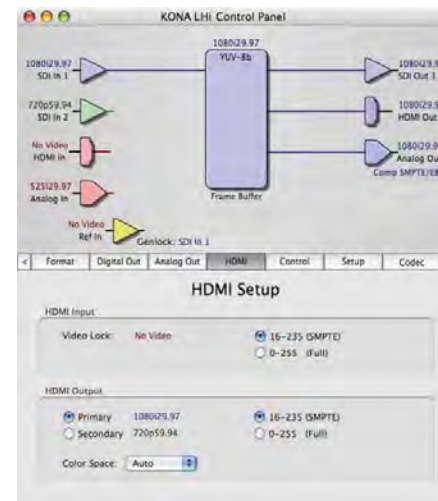 KONA LHi Control Panel
1080i29.97
YUV-8b
1080i29.97
SDI In 1
1080i29.9
SDI Out 1
720p59.94
SDI In 2
1080i29.9
HDMI Out
No Video
HDMI In
1080i29.9
Analog Ou
Comp SMPTE/EB
525i29.97
Analog In
Frame Buffer
No Video
Ref In
Genlock: SDI In 1
< Format Digital Out Analog Out HDMI Control Setup Codec
HDMI Setup
HDMI Input
Video Lock: No Video 16-235 (SMPTE)
0-255 (Full)
HDMI Output
Primary 1080i29.97 16-235 (SMPTE)
Secondary 720p59.94 0-255 (Full)
Color Space: Auto